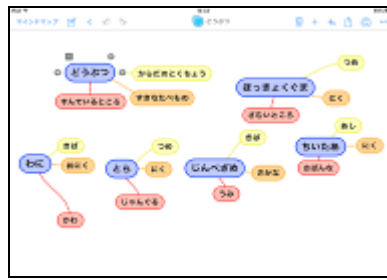 マインドマップ
どうぶつ
どうぶつ
からだのとくちょう
すんでいるところ
すきなたべもの
ほっきょくぐま
つめ
にく
さむいところ
わに
きば
おにく
かわ
とら
つめ
にく
じゃんぐる
じんべざめ
きば
おかな
うみ
ちいたあ
あし
にく
さばんな